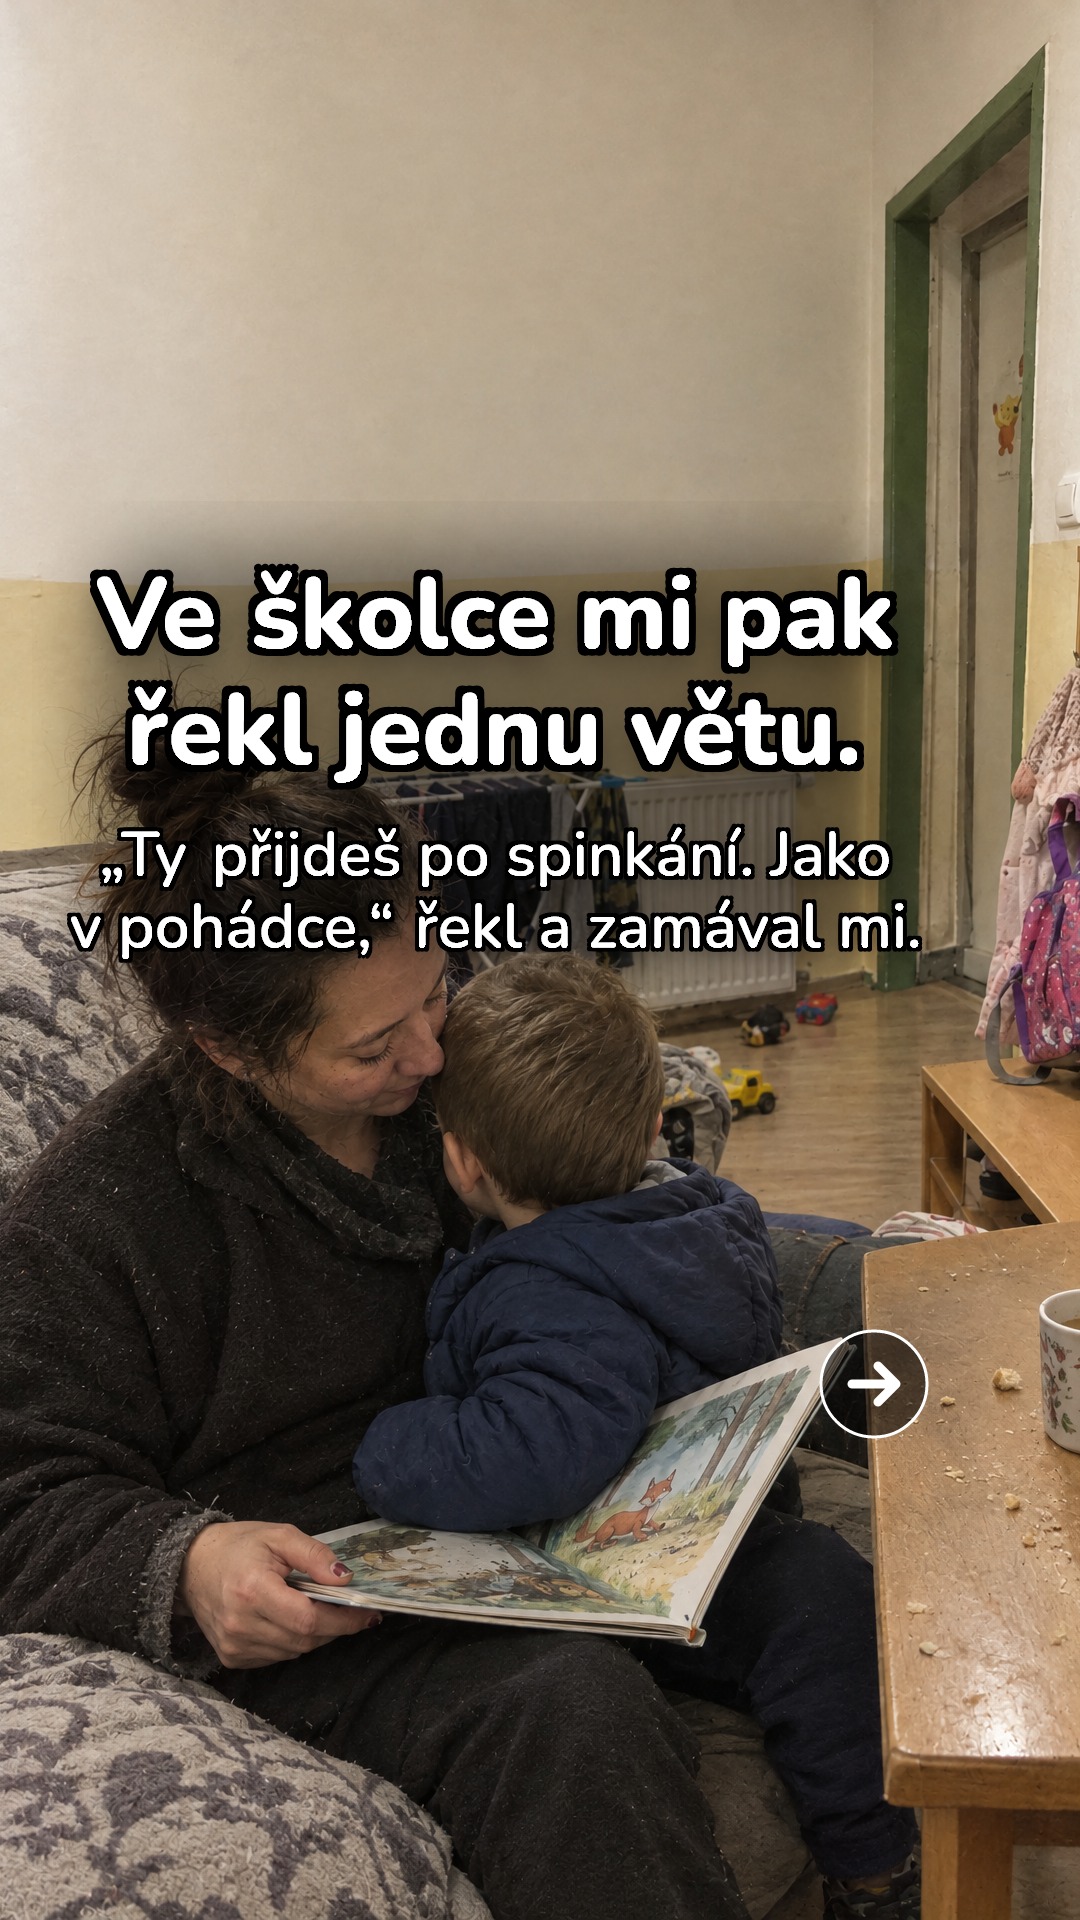 Ve školce mi pak
řekl jednu větu.
„Ty přijdeš po spinkání. Jako
v pohádce,“ řekl a zamával mi.